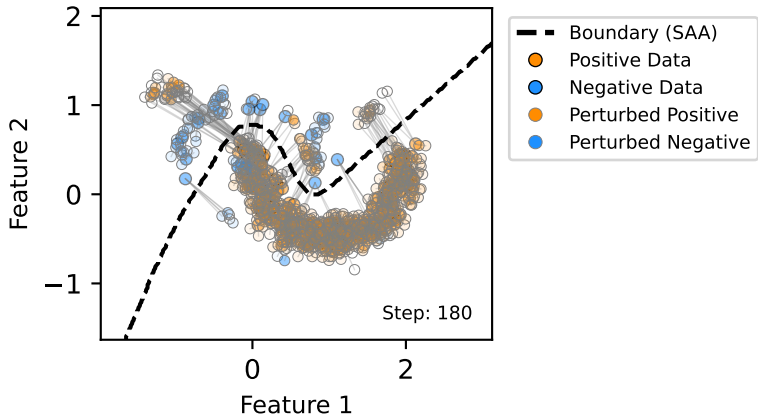 2
1
0
−1
Feature 2
0
2
Feature 1
Step: 180
Boundary (SAA)
Positive Data
Negative Data
Perturbed Positive
Perturbed Negative